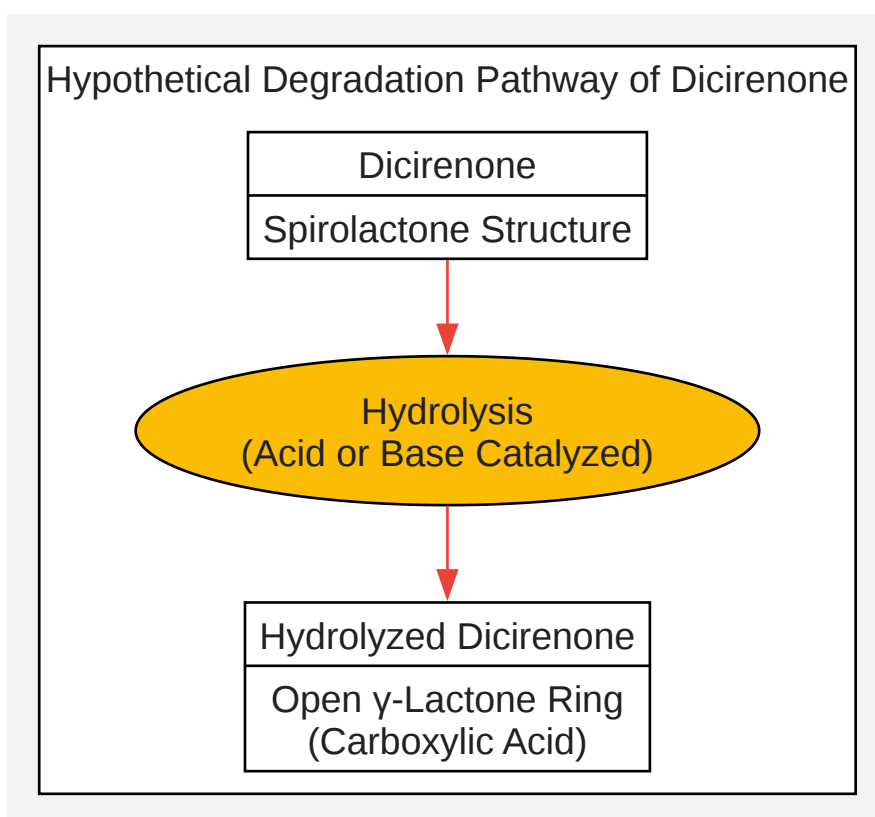 Hypothetical Degradation Pathway of Dicirenone
Dicirenone
Spirolactone Structure
Hydrolysis
(Acid or Base Catalyzed)
Hydrolyzed Dicirenone
Open γ-Lactone Ring
(Carboxylic Acid)